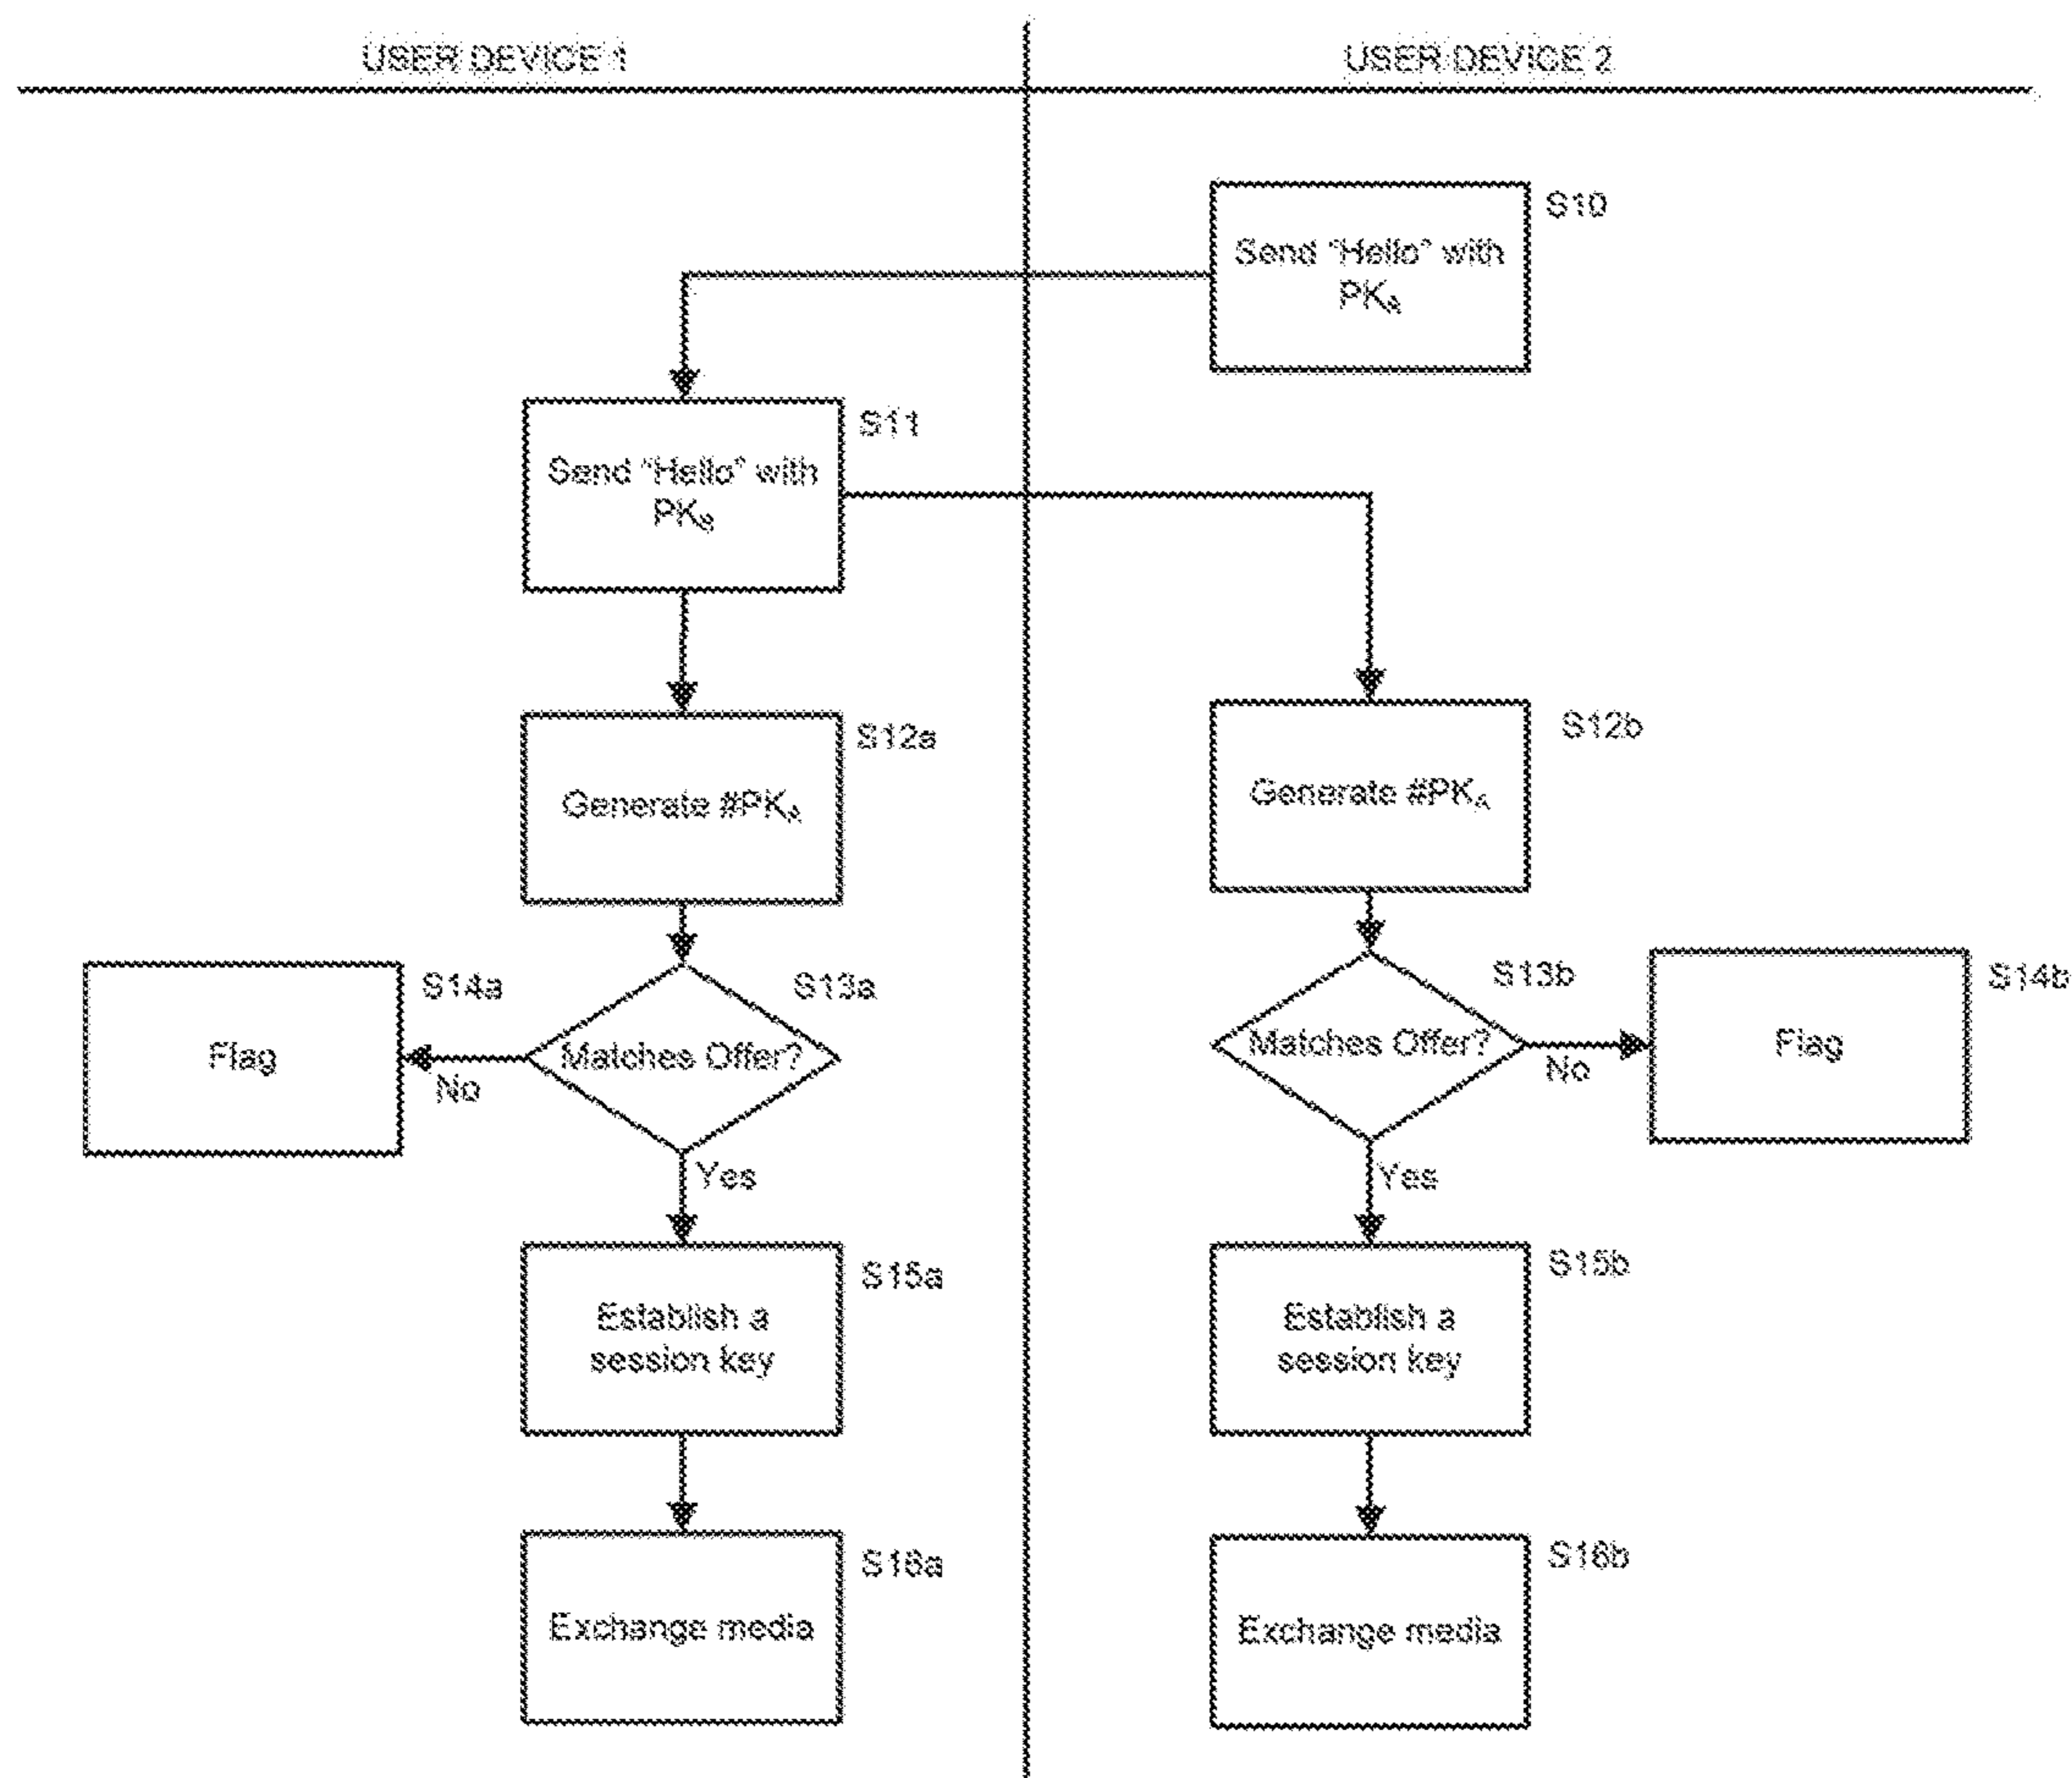 USER DEVICE 1
USER DEVICE 2
S10
Send "Hello" with
S11
Send "Hello" with
S12a
Generate #PKA
S12b
Generate #PKA
S14a
Flag
S13a
Matches Offer?
No
Yes
S13b
Matches Offer?
No
Yes
S14b
Flag
S15a
Establish a
session key
S15b
Establish a
session key
S16a
Exchange media
S16b
Exchange media